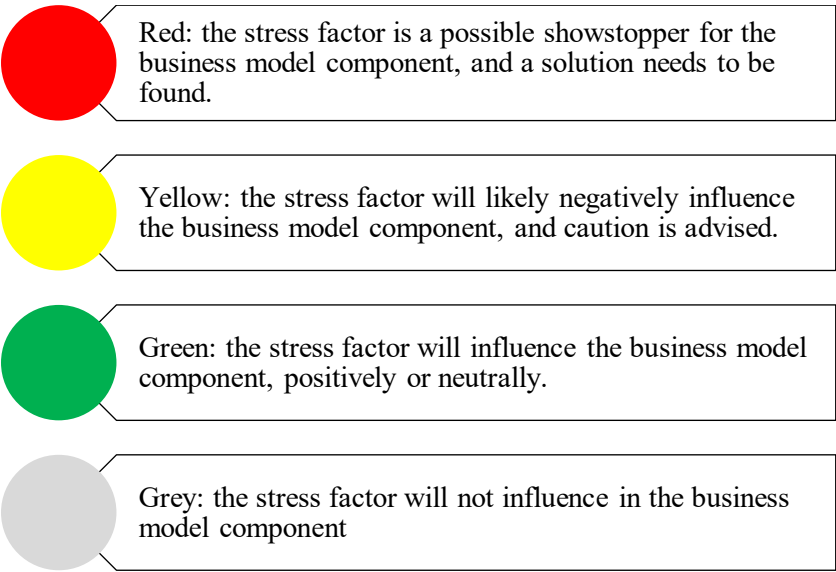 Red: the stress factor is a possible showstopper for the
business model component, and a solution needs to be
found.
Yellow: the stress factor will likely negatively influence
the business model component, and caution is advised.
Green: the stress factor will influence the business model
component, positively or neutrally.
Grey: the stress factor will not influence in the business
model component